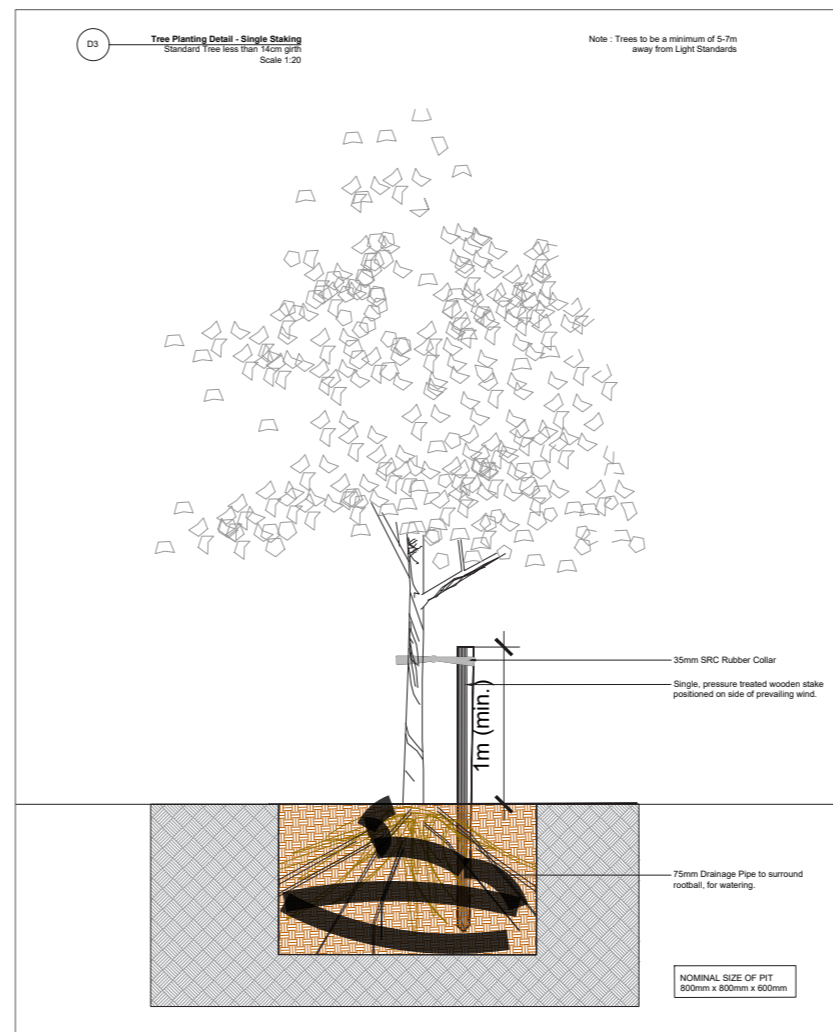 D3
Tree Planting Detail - Single Staking
Standard Tree less than 14cm girth
Scale 1:20
Note : Trees to be a minimum of 5-7m
away from Light Standards
35mm SRC Rubber Collar
Single, pressure treated wooden stake
positioned on side of prevailing wind.
1m (min.)
75mm Drainage Pipe to surround
rootball, for watering.
NOMINAL SIZE OF PIT
800mm x 800mm x 600mm